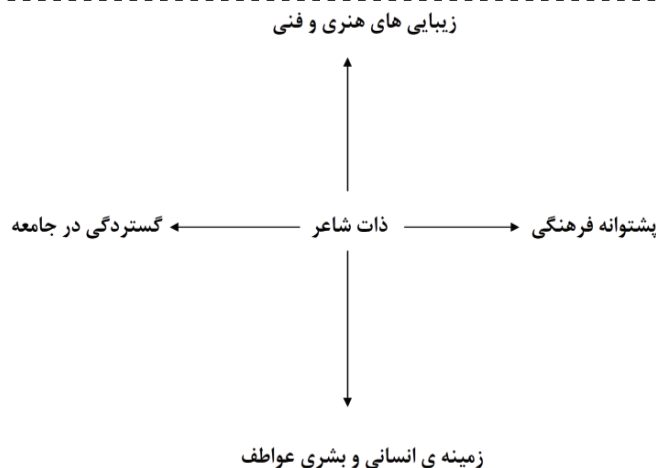 زیبایی های هنری و فنی
پشتوانه فرهنگی ذات شاعر گستردگی در جامعه
زمینه ی انسانی و بشری عواطف